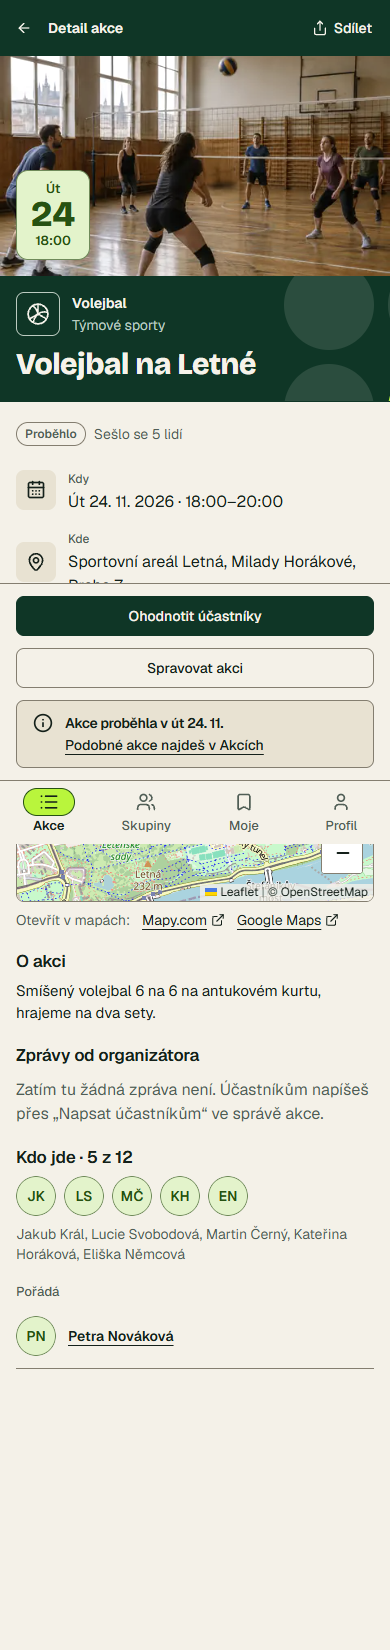 Detail akce
Sdílet
Út
24
18:00
Volejbal
Týmové sporty
Volejbal na Letné
Proběhlo
Sešlo se 5 lidí
Kdy
Út 24. 11. 2026 · 18:00–20:00
Kde
Sportovní areál Letná, Milady Horákové,
Praha 7
Ohodnotit účastníky
Spravovat akci
Akce proběhla v út 24. 11.
Podobné akce najdeš v Akcích
Akce
Skupiny
Moje
Profil
Letenské
sady
Letná
232 m
−
Leaflet | © OpenStreetMap
Otevřít v mapách: Mapy.com Google Maps
O akci
Smíšený volejbal 6 na 6 na antukovém kurtu,
hrajeme na dva sety.
Zprávy od organizátora
Zatím tu žádná zpráva není. Účastníkům napíšeš
přes „Napsat účastníkům“ ve správě akce.
Kdo jde · 5 z 12
JK
LS
MČ
KH
EN
Jakub Král, Lucie Svobodová, Martin Černý, Kateřina
Horáková, Eliška Němcová
Pořádá
PN
Petra Nováková